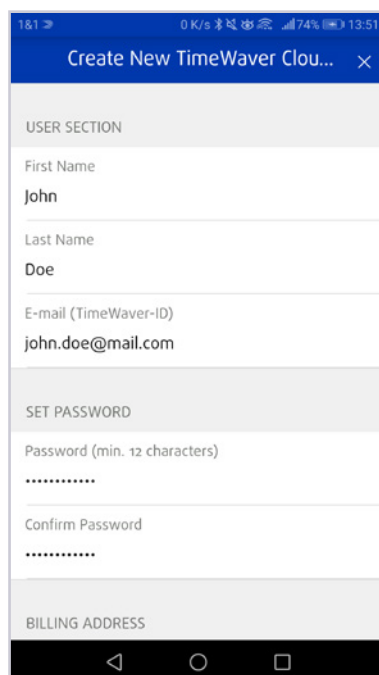 1&1 0 K/s 74% 13:51
Create New TimeWaver Clou... ×
USER SECTION
First Name
John
Last Name
Doe
E-mail (TimeWaver-ID)
john.doe@mail.com
SET PASSWORD
Password (min. 12 characters)
••••••••••••
Confirm Password
••••••••••••
BILLING ADDRESS